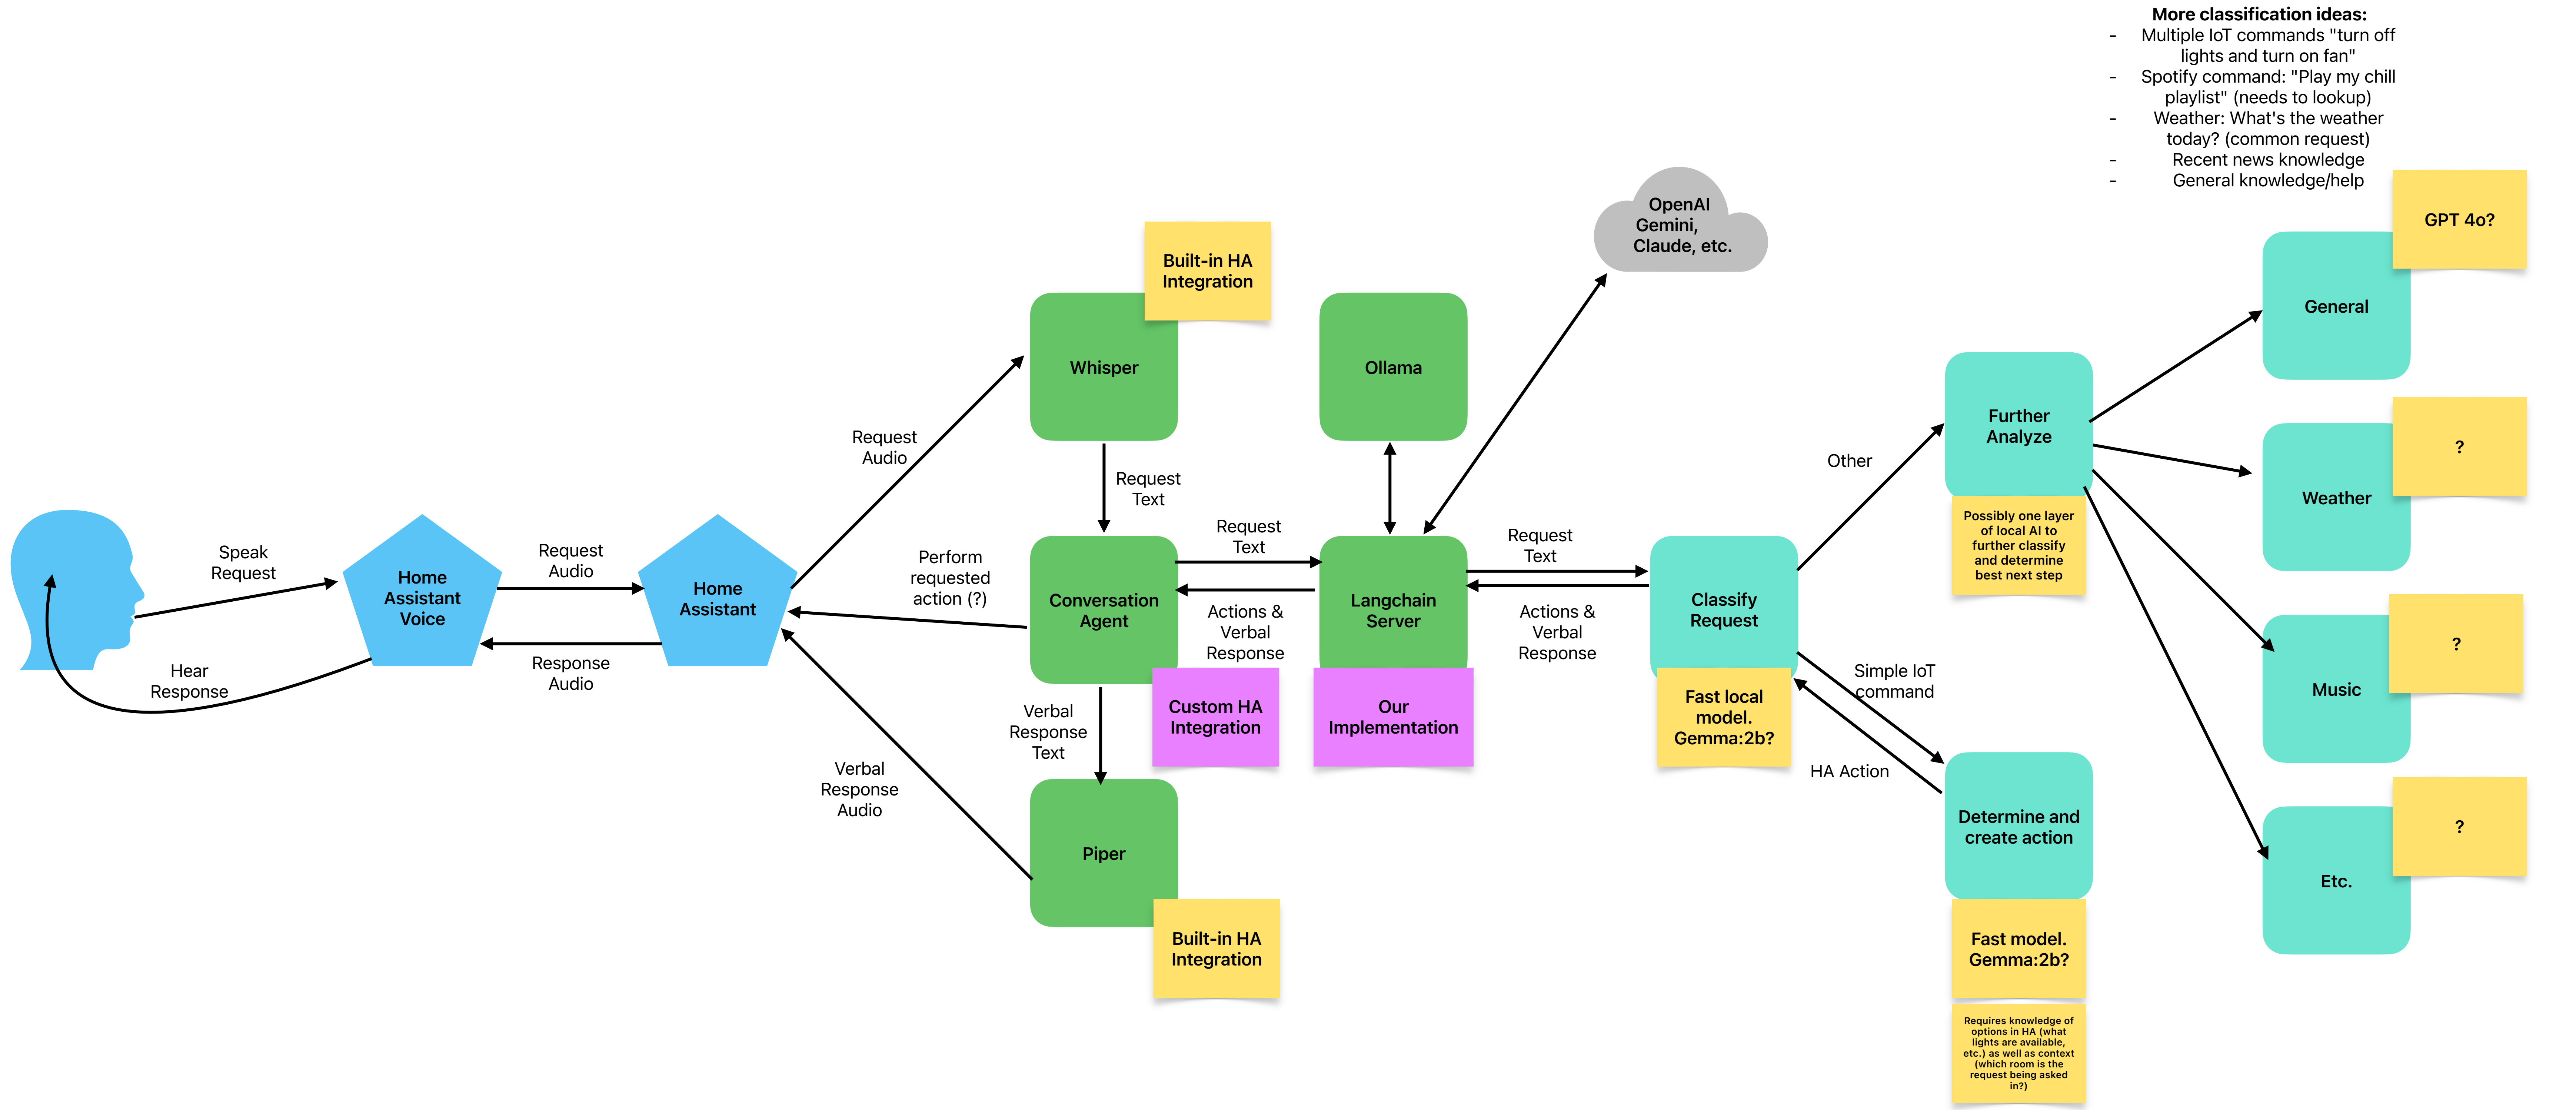 More classification ideas:
- Multiple IoT commands "turn off
lights and turn on fan"
- Spotify command: "Play my chill
playlist" (needs to lookup)
- Weather: What's the weather
today? (common request)
- Recent news knowledge
- General knowledge/help
Speak
Request
Hear
Response
Home
Assistant
Voice
Request
Audio
Response
Audio
Home
Assistant
Request
Audio
Perform
requested
action (?)
Verbal
Response
Audio
Built-in HA
Integration
Whisper
Request
Text
Conversation
Agent
Custom HA
Integration
Verbal
Response
Text
Piper
Built-in HA
Integration
Request
Text
Actions &
Verbal
Response
Ollama
OpenAI
Gemini,
Claude, etc.
Langchain
Server
Our
Implementation
Request
Text
Actions &
Verbal
Response
Classify
Request
Fast local
model.
Gemma:2b?
Other
Simple IoT
command
HA Action
Further
Analyze
Possibly one layer
of local AI to
further classify
and determine
best next step
Determine and
create action
Fast model.
Gemma:2b?
Requires knowledge of
options in HA (what
lights are available,
etc.) as well as context
(which room is the
request being asked
in?)
GPT 4o?
General
?
Weather
?
Music
?
Etc.